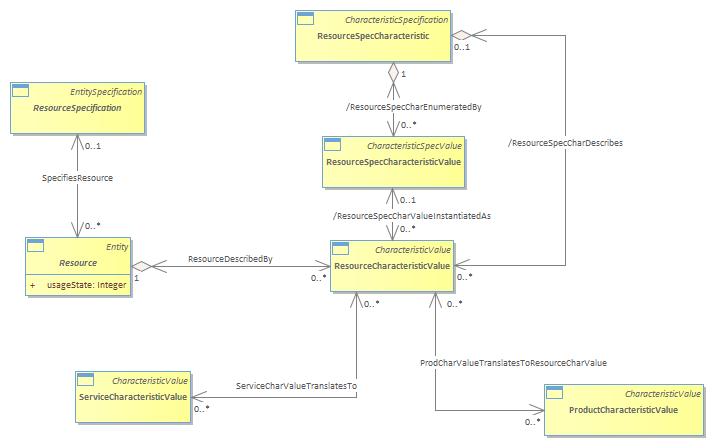 CharacteristicSpecification
ResourceSpecCharacteristic
0..1
1
/ResourceSpecCharEnumeratedBy
0..*
/ResourceSpecCharDescribes
EntitySpecification
ResourceSpecification
0..1
SpecifiesResource
0..*
CharacteristicSpecValue
ResourceSpecCharacteristicValue
0..1
/ResourceSpecCharValueInstantiatedAs
0..*
Entity
Resource
+ usageState: Integer
1
ResourceDescribedBy
0..*
CharacteristicValue
ResourceCharacteristicValue
0..*
0..*
0..*
ServiceCharValueTranslatesTo
ProdCharValueTranslatesToResourceCharValue
CharacteristicValue
ServiceCharacteristicValue
0..*
CharacteristicValue
ProductCharacteristicValue
0..*